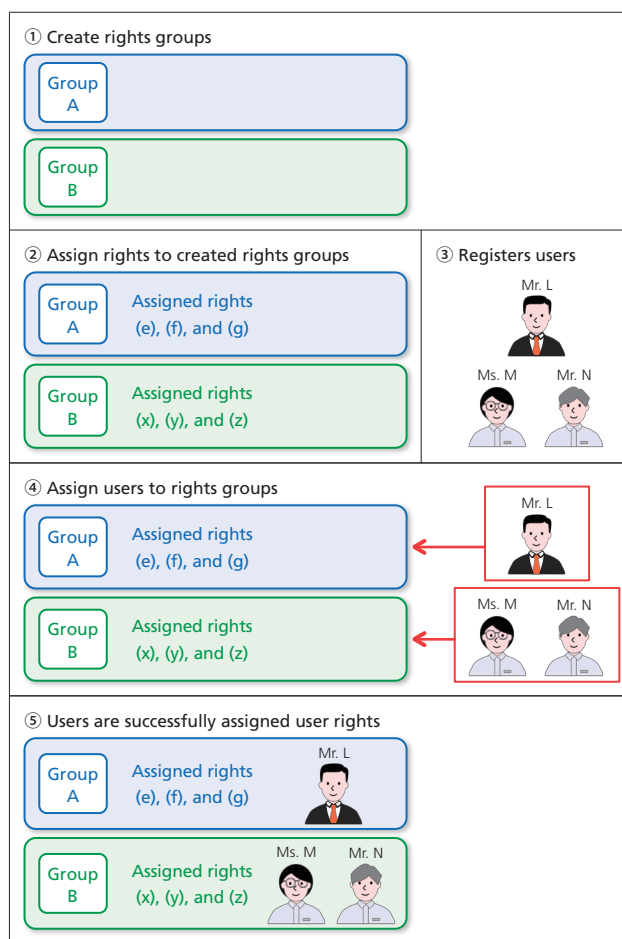 ① Create rights groups
Group
A
Group
B
② Assign rights to created rights groups
Group
A
Assigned rights
(e), (f), and (g)
Group
B
Assigned rights
(x), (y), and (z)
③ Registers users
Mr. L
Ms. M
Mr. N
④ Assign users to rights groups
Group
A
Assigned rights
(e), (f), and (g)
Mr. L
Group
B
Assigned rights
(x), (y), and (z)
Ms. M
Mr. N
⑤ Users are successfully assigned user rights
Group
A
Assigned rights
(e), (f), and (g)
Mr. L
Group
B
Assigned rights
(x), (y), and (z)
Ms. M
Mr. N